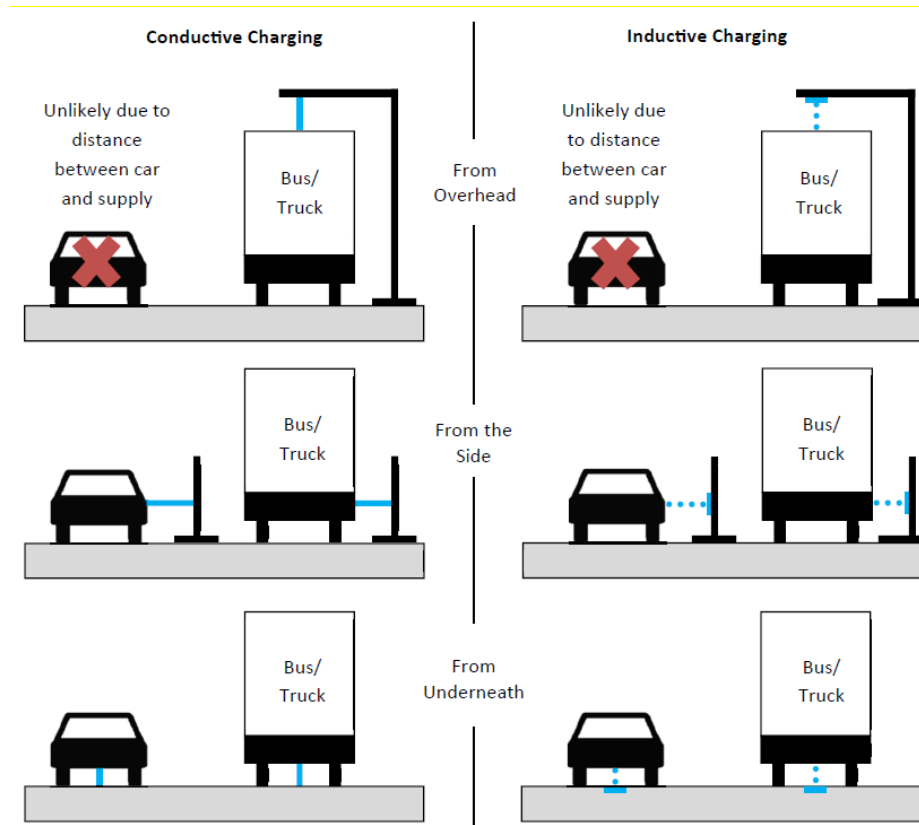 Conductive Charging
Inductive Charging
Unlikely due to
distance
between car
and supply
Bus/
Truck
From
Overhead
Unlikely due
to distance
between car
and supply
Bus/
Truck
Bus/
Truck
From the
Side
Bus/
Truck
Bus/
Truck
From
Underneath
Bus/
Truck